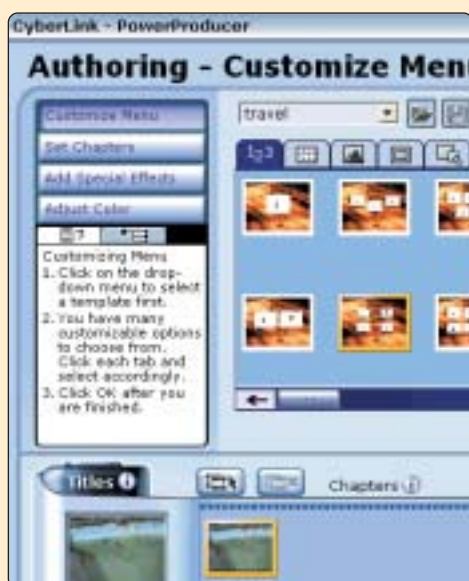 CyberLink - PowerProducer
Authoring - Customize Menu
Customize Menu
travel
Set Chapters
123
Add Special Effects
Adjust Color
Customizing Menu
1. Click on the drop-
down menu to select
a template first.
2. You have many
customizable options
to choose from.
Click each tab and
select accordingly.
3. Click OK after you
are finished.
Titles
Chapters